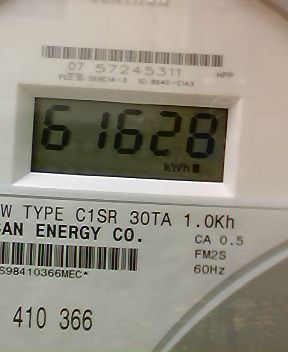 07 57245311 HPP
61628
kWh
W TYPE C1SR 30TA 1.0Kh
CAN ENERGY CO.
CA 0.5
FM2S
60Hz
S98410366MEC*
410 366